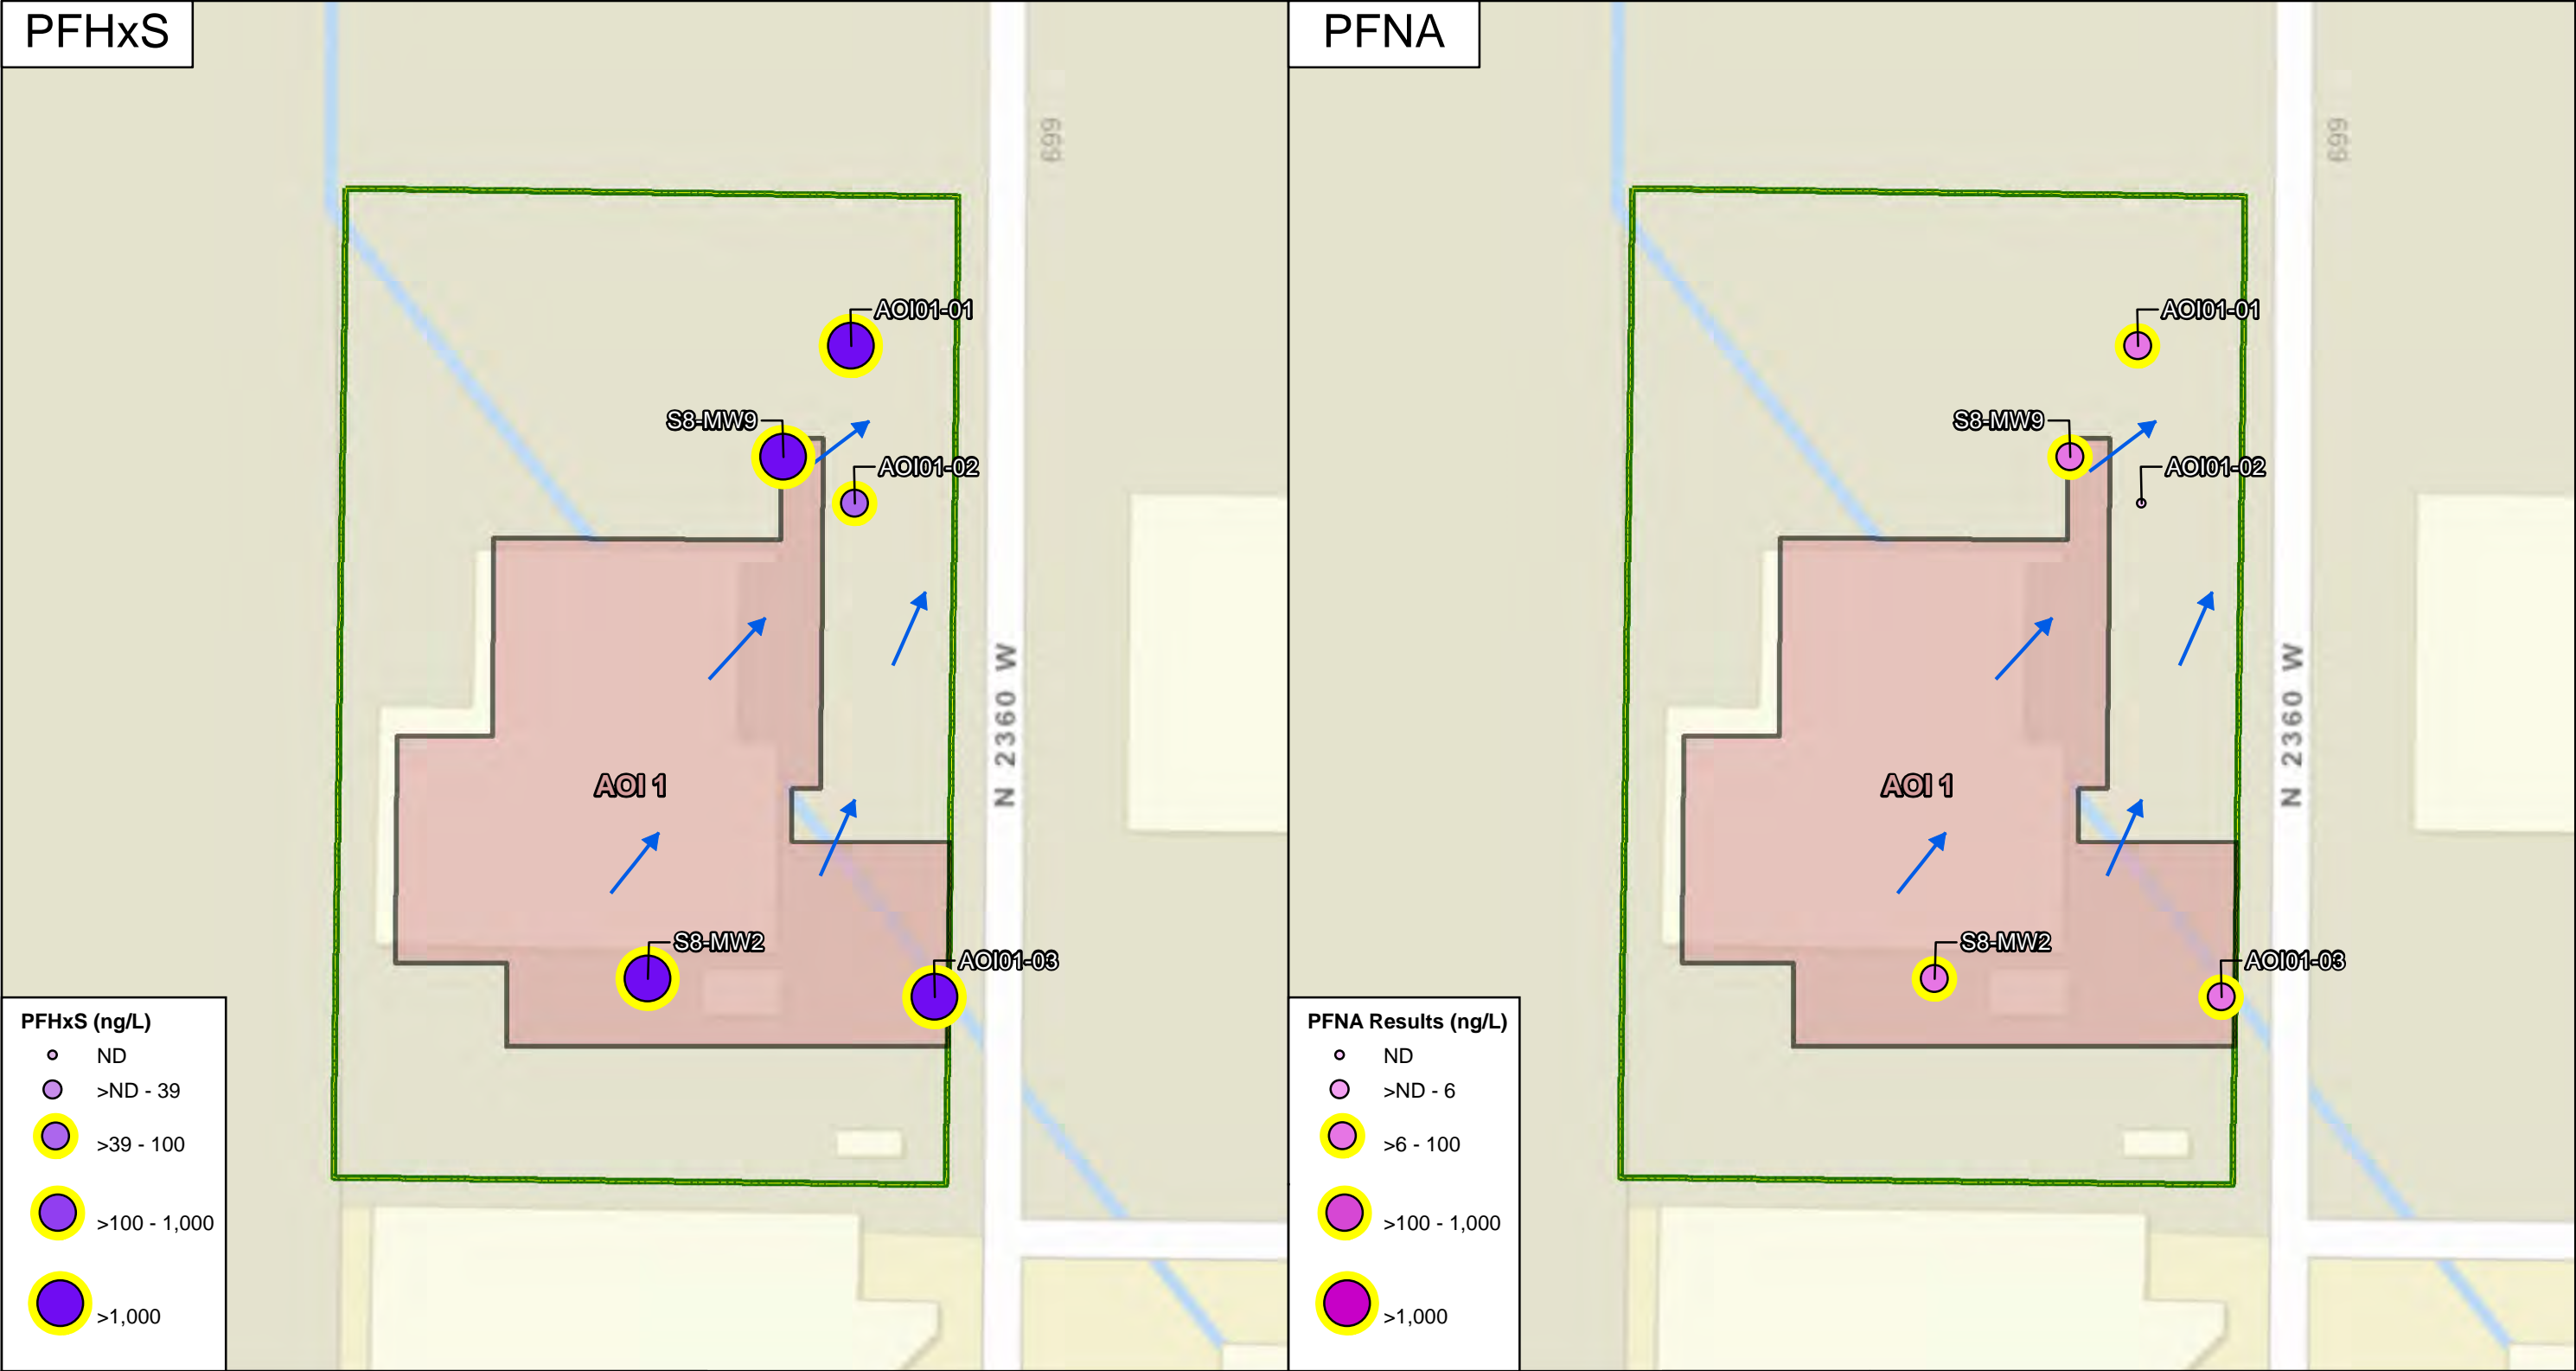 PFHxS
699
AOI01-01
S8-MW9
AOI01-02
N 2360 W
AOI 1
S8-MW2
AOI01-03
PFHxS (ng/L)
ND
>ND - 39
>39 - 100
>100 - 1,000
>1,000
PFNA
699
AOI01-01
S8-MW9
AOI01-02
N 2360 W
AOI 1
S8-MW2
AOI01-03
PFNA Results (ng/L)
ND
>ND - 6
>6 - 100
>100 - 1,000
>1,000